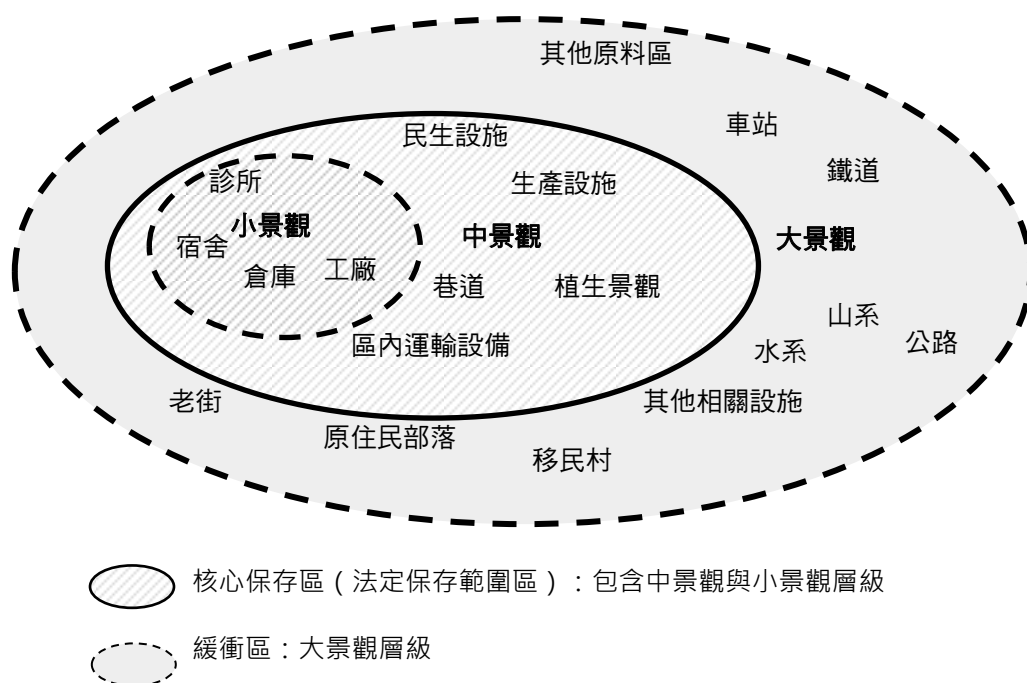 其他原料區
車站
民生設施
鐵道
診所
生產設施
小景觀
中景觀
大景觀
宿舍
倉庫
工廠
巷道
植生景觀
山系
區內運輸設備
水系
公路
老街
其他相關設施
原住民部落
移民村
核心保存區(法定保存範圍區):包含中景觀與小景觀層級
緩衝區:大景觀層級